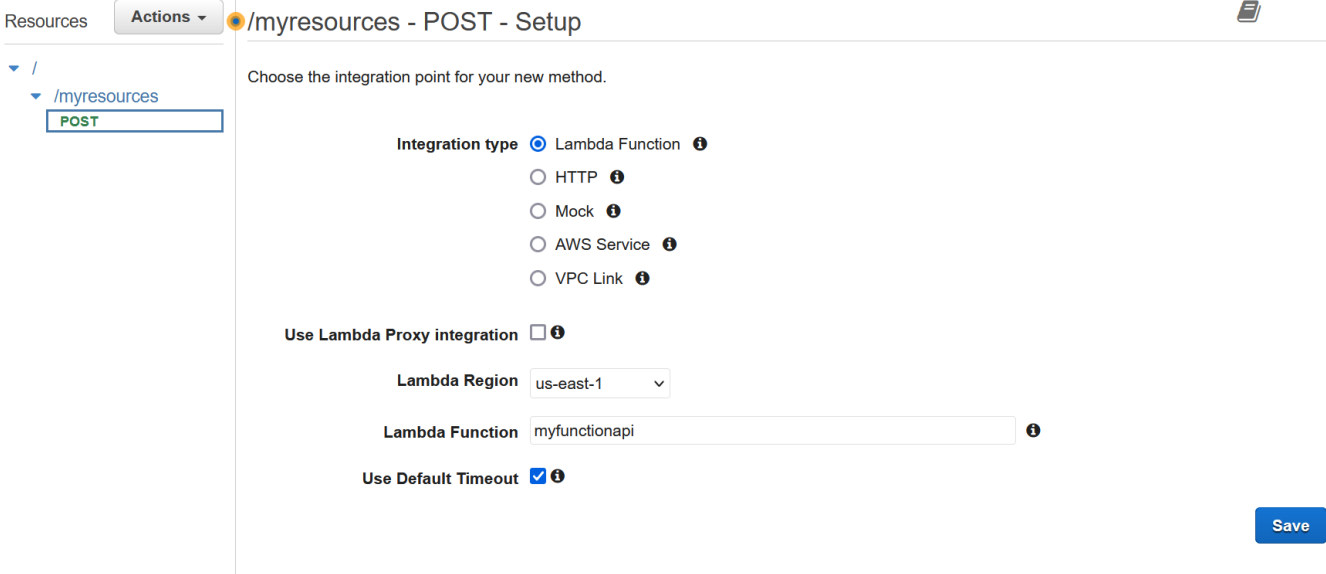 Resources
Actions
/myresources - POST - Setup
/
/myresources
POST
Choose the integration point for your new method.
Integration type
Lambda Function
HTTP
Mock
AWS Service
VPC Link
Use Lambda Proxy integration
Lambda Region us-east-1
Lambda Function myfunctionapi
Use Default Timeout
Save